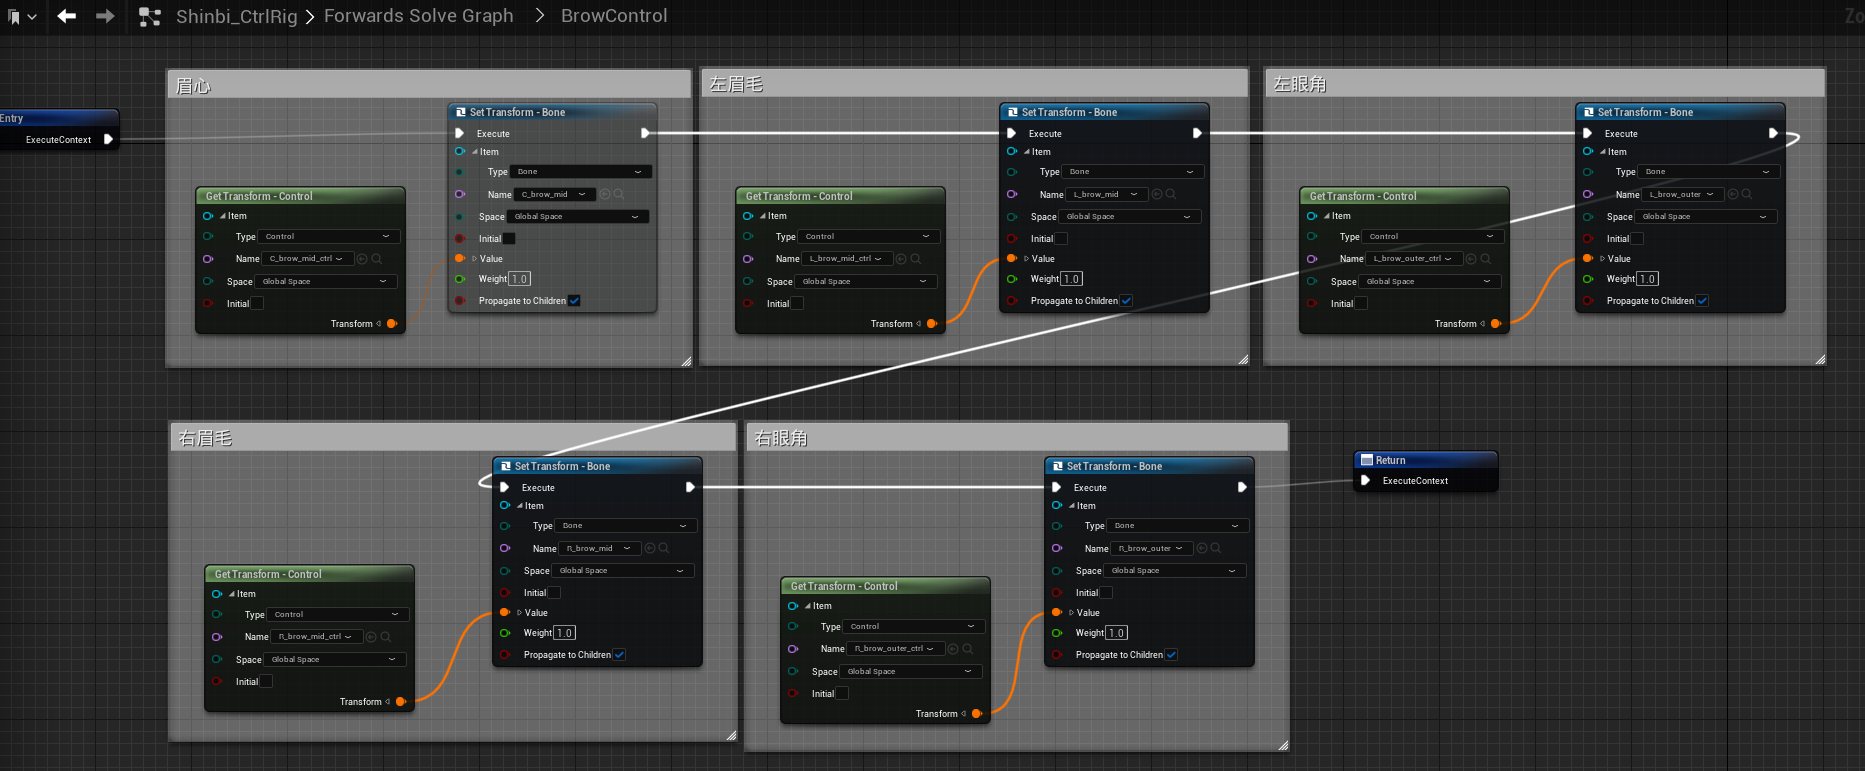 Shinbi_CtrlRig > Forwards Solve Graph > BrowControl
Zo
Entry
ExecuteContext
眉心
Set Transform - Bone
Execute
Item
Type Bone
Name C_brow_mid
Space Global Space
Initial
Value
Weight 1.0
Propagate to Children
Get Transform - Control
Item
Type Control
Name C_brow_mid_ctrl
Space Global Space
Initial
Transform
左眉毛
Set Transform - Bone
Execute
Item
Type Bone
Name L_brow_mid
Space Global Space
Initial
Value
Weight 1.0
Propagate to Children
Get Transform - Control
Item
Type Control
Name L_brow_mid_ctrl
Space Global Space
Initial
Transform
左眼角
Set Transform - Bone
Execute
Item
Type Bone
Name L_brow_outer
Space Global Space
Initial
Value
Weight 1.0
Propagate to Children
Get Transform - Control
Item
Type Control
Name L_brow_outer_ctrl
Space Global Space
Initial
Transform
右眉毛
Set Transform - Bone
Execute
Item
Type Bone
Name R_brow_mid
Space Global Space
Initial
Value
Weight 1.0
Propagate to Children
Get Transform - Control
Item
Type Control
Name R_brow_mid_ctrl
Space Global Space
Initial
Transform
右眼角
Set Transform - Bone
Execute
Item
Type Bone
Name R_brow_outer
Space Global Space
Initial
Value
Weight 1.0
Propagate to Children
Get Transform - Control
Item
Type Control
Name R_brow_outer_ctrl
Space Global Space
Initial
Transform
Return
ExecuteContext